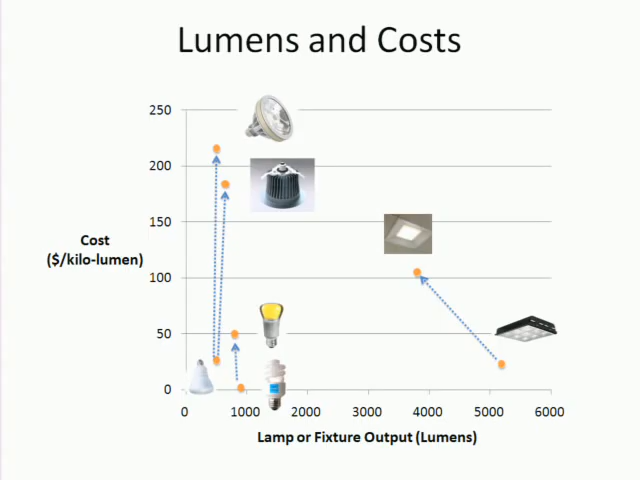 Lumens and Costs
250
200
150
100
50
0
Cost
($/kilo-lumen)
0 1000 2000 3000 4000 5000 6000
Lamp or Fixture Output (Lumens)